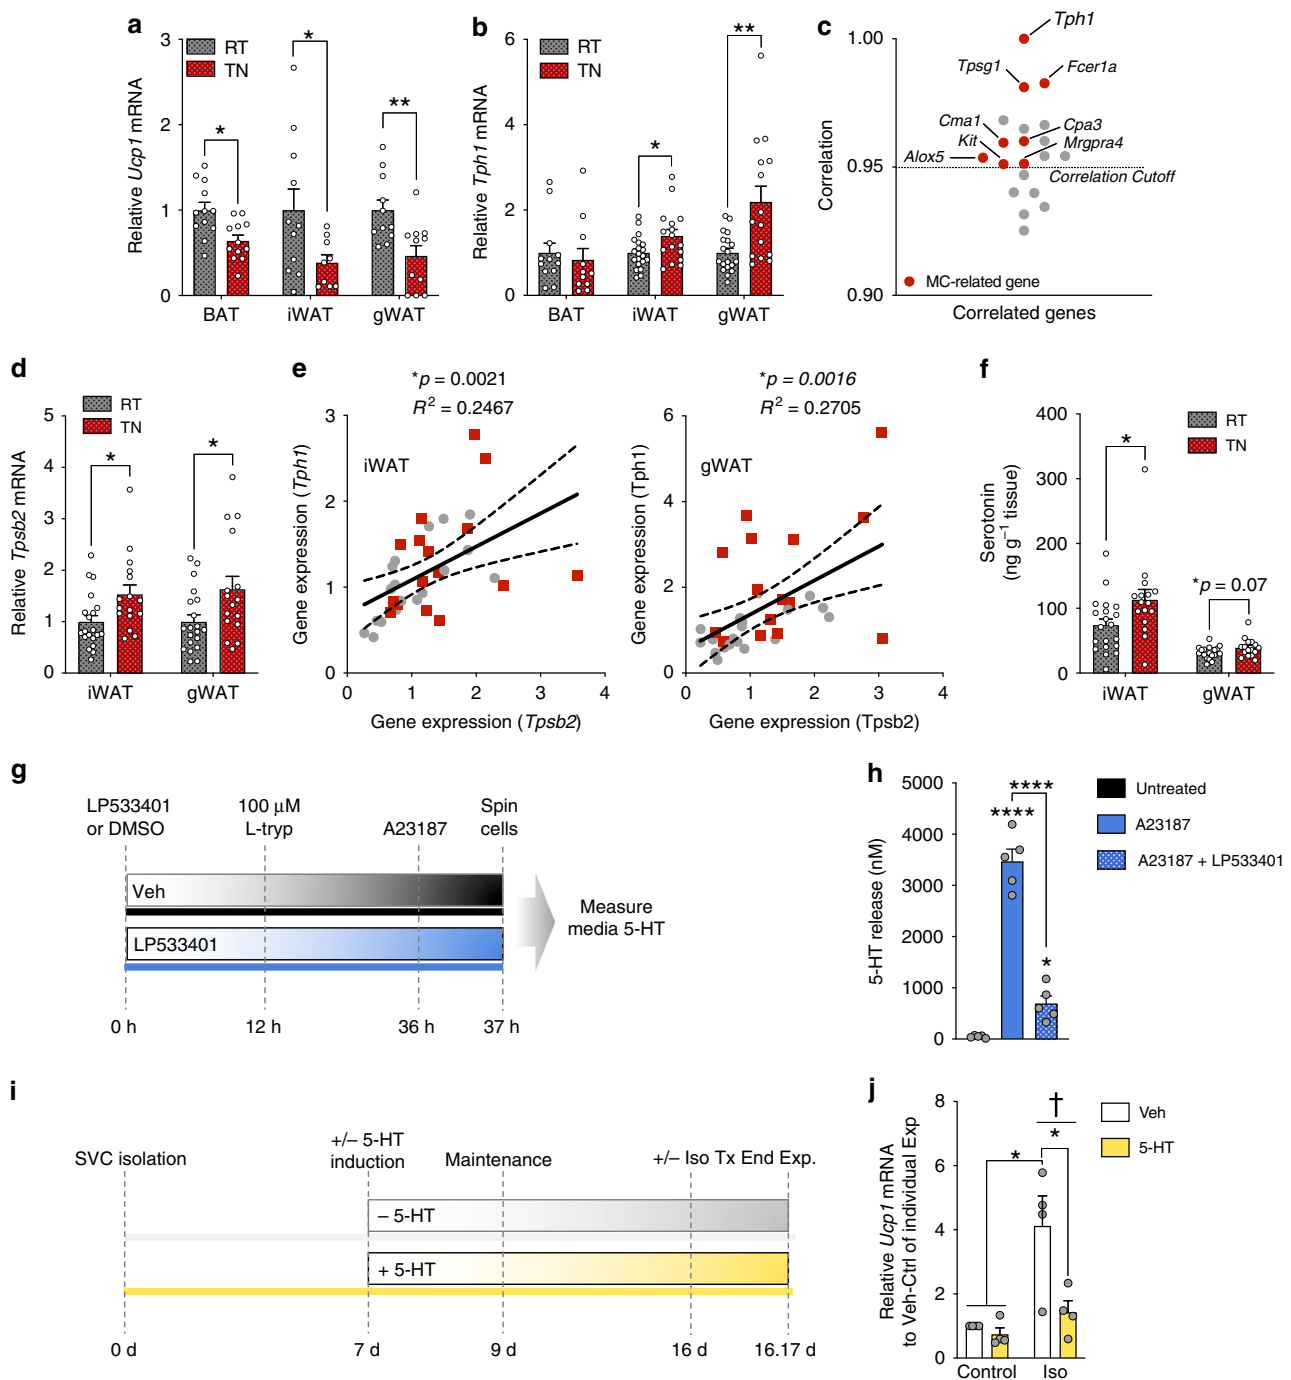 a
Relative Ucp1 mRNA
3
2
1
0
RT
TN
*
*
**
BAT
iWAT
gWAT
b
Relative Tph1 mRNA
6
4
2
0
RT
TN
*
**
BAT
iWAT
gWAT
c
Correlation
1.00
0.95
0.90
Tph1
Tpsg1
Fcer1a
Cma1
Cpa3
Kit
Mrgpra4
Alox5
Correlation Cutoff
MC-related gene
Correlated genes
d
Relative Tpsb2 mRNA
RT
TN
5
4
3
2
1
0
*
*
iWAT
gWAT
e
*p = 0.0021
R2 = 0.2467
Gene expression (Tph1)
3
2
1
0
iWAT
0 1 2 3 4
Gene expression (Tpsb2)
*p = 0.0016
R2 = 0.2705
Gene expression (Tph1)
6
4
2
0
gWAT
0 1 2 3 4
Gene expression (Tpsb2)
f
Serotonin
(ng g−1 tissue)
400
300
200
100
0
RT
TN
*
*p = 0.07
iWAT
gWAT
g
LP533401
or DMSO
100 μM
L-tryp
A23187
Spin
cells
Veh
LP533401
Measure
media 5-HT
0 h
12 h
36 h
37 h
h
5-HT release (nM)
5000
4000
3000
2000
1000
0
****
****
*
Untreated
A23187
A23187 + LP533401
i
SVC isolation
+/− 5-HT
induction
Maintenance
+/− Iso Tx End Exp.
− 5-HT
+ 5-HT
0 d
7 d
9 d
16 d
16.17 d
j
Relative Ucp1 mRNA
to Veh-Ctrl of individual Exp
8
6
4
2
0
†
*
*
Veh
5-HT
Control
Iso